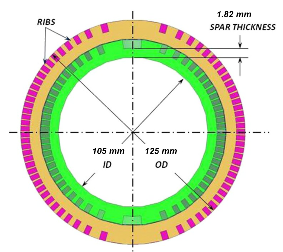 RIBS
1.82 mm
SPAR THICKNESS
105 mm
ID
125 mm
OD